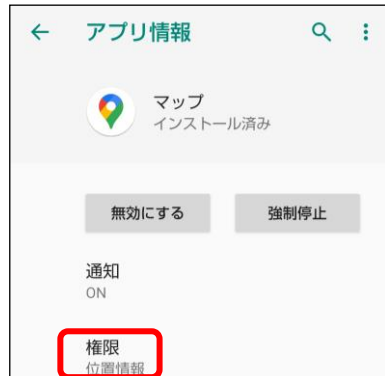 アプリ情報
マップ
インストール済み
無効にする
強制停止
通知
ON
権限
位置情報